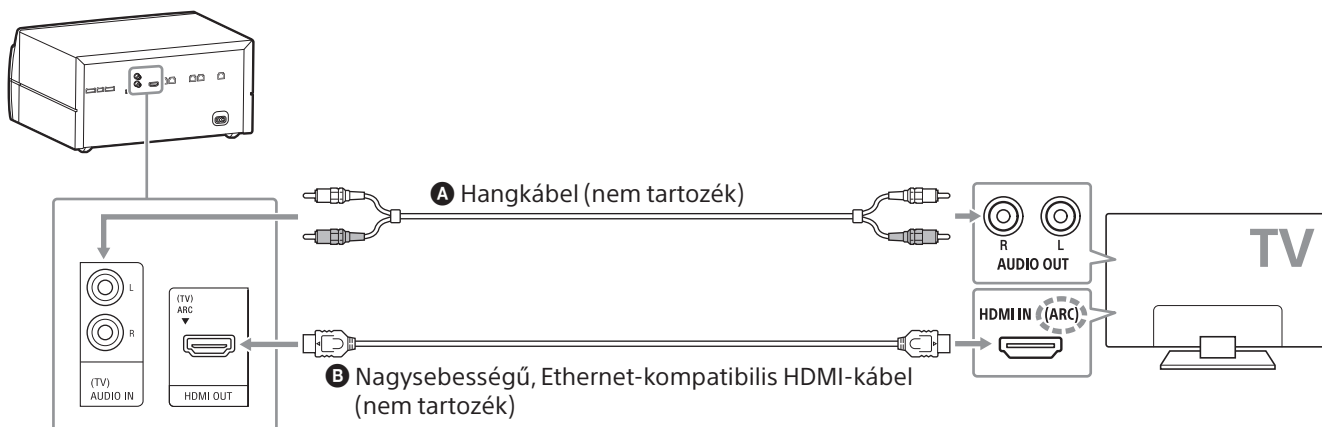 A Hangkábel (nem tartozék)
L
R
(TV)
AUDIO IN
(TV)
ARC
HDMI OUT
B Nagysebességű, Ethernet-kompatibilis HDMI-kábel
(nem tartozék)
R L
AUDIO OUT
HDMI IN (ARC)
TV